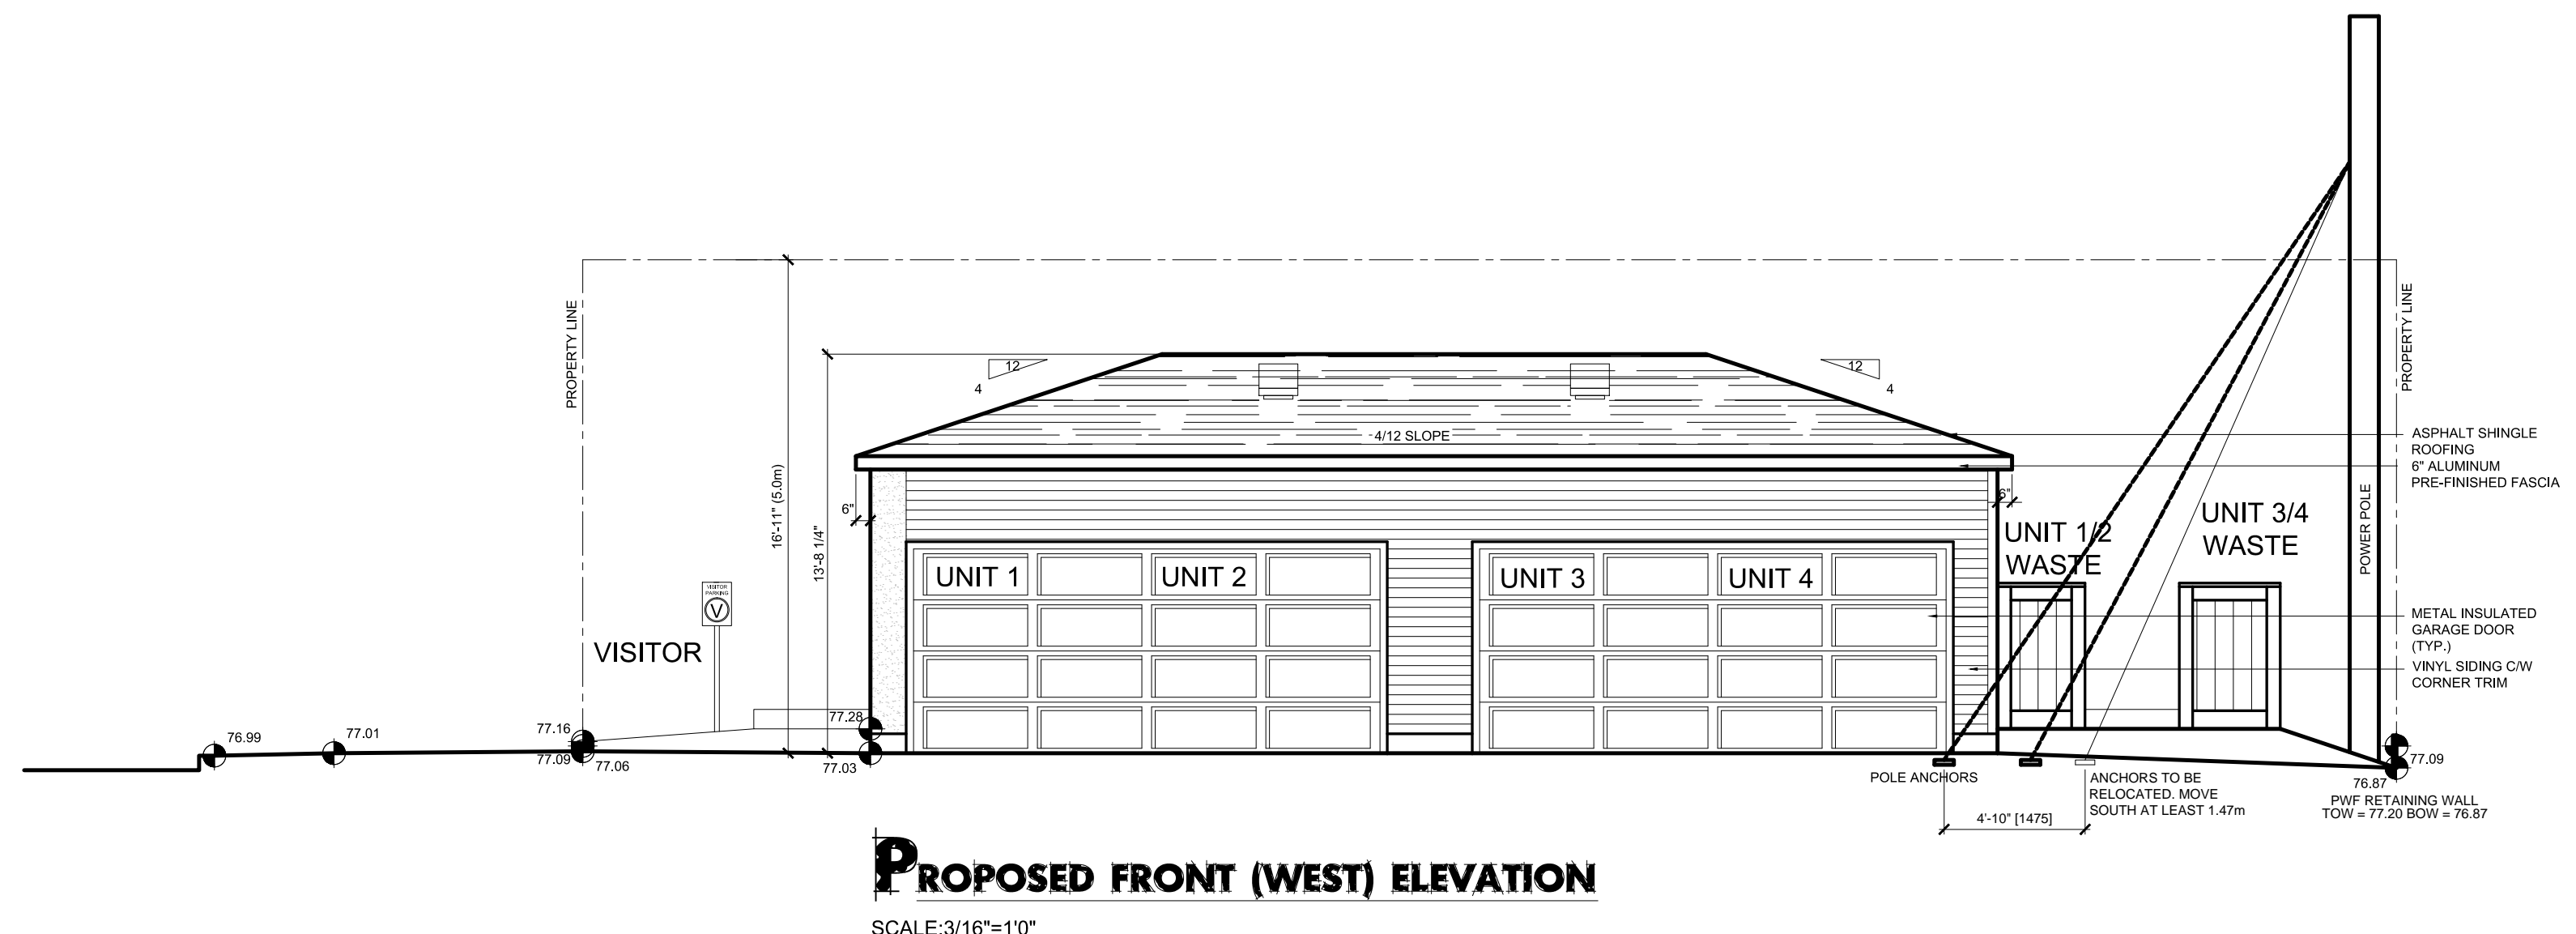 PROPERTY LINE
16'-11" (5.0m)
13'-8 1/4"
12
4
12
4
4/12 SLOPE
6"
6"
PROPERTY LINE
ASPHALT SHINGLE
ROOFING
6" ALUMINUM
PRE-FINISHED FASCIA
POWER POLE
UNIT 1/2
WASTE
UNIT 3/4
WASTE
UNIT 1
UNIT 2
UNIT 3
UNIT 4
VISITOR
PARKING
V
VISITOR
METAL INSULATED
GARAGE DOOR
(TYP.)
VINYL SIDING C/W
CORNER TRIM
76.99
77.01
77.16
77.09
77.06
77.28
77.03
POLE ANCHORS
ANCHORS TO BE
RELOCATED. MOVE
SOUTH AT LEAST 1.47m
4'-10" [1475]
77.09
76.87
PWF RETAINING WALL
TOW = 77.20 BOW = 76.87
PROPOSED FRONT (WEST) ELEVATION
SCALE:3/16"=1'0"